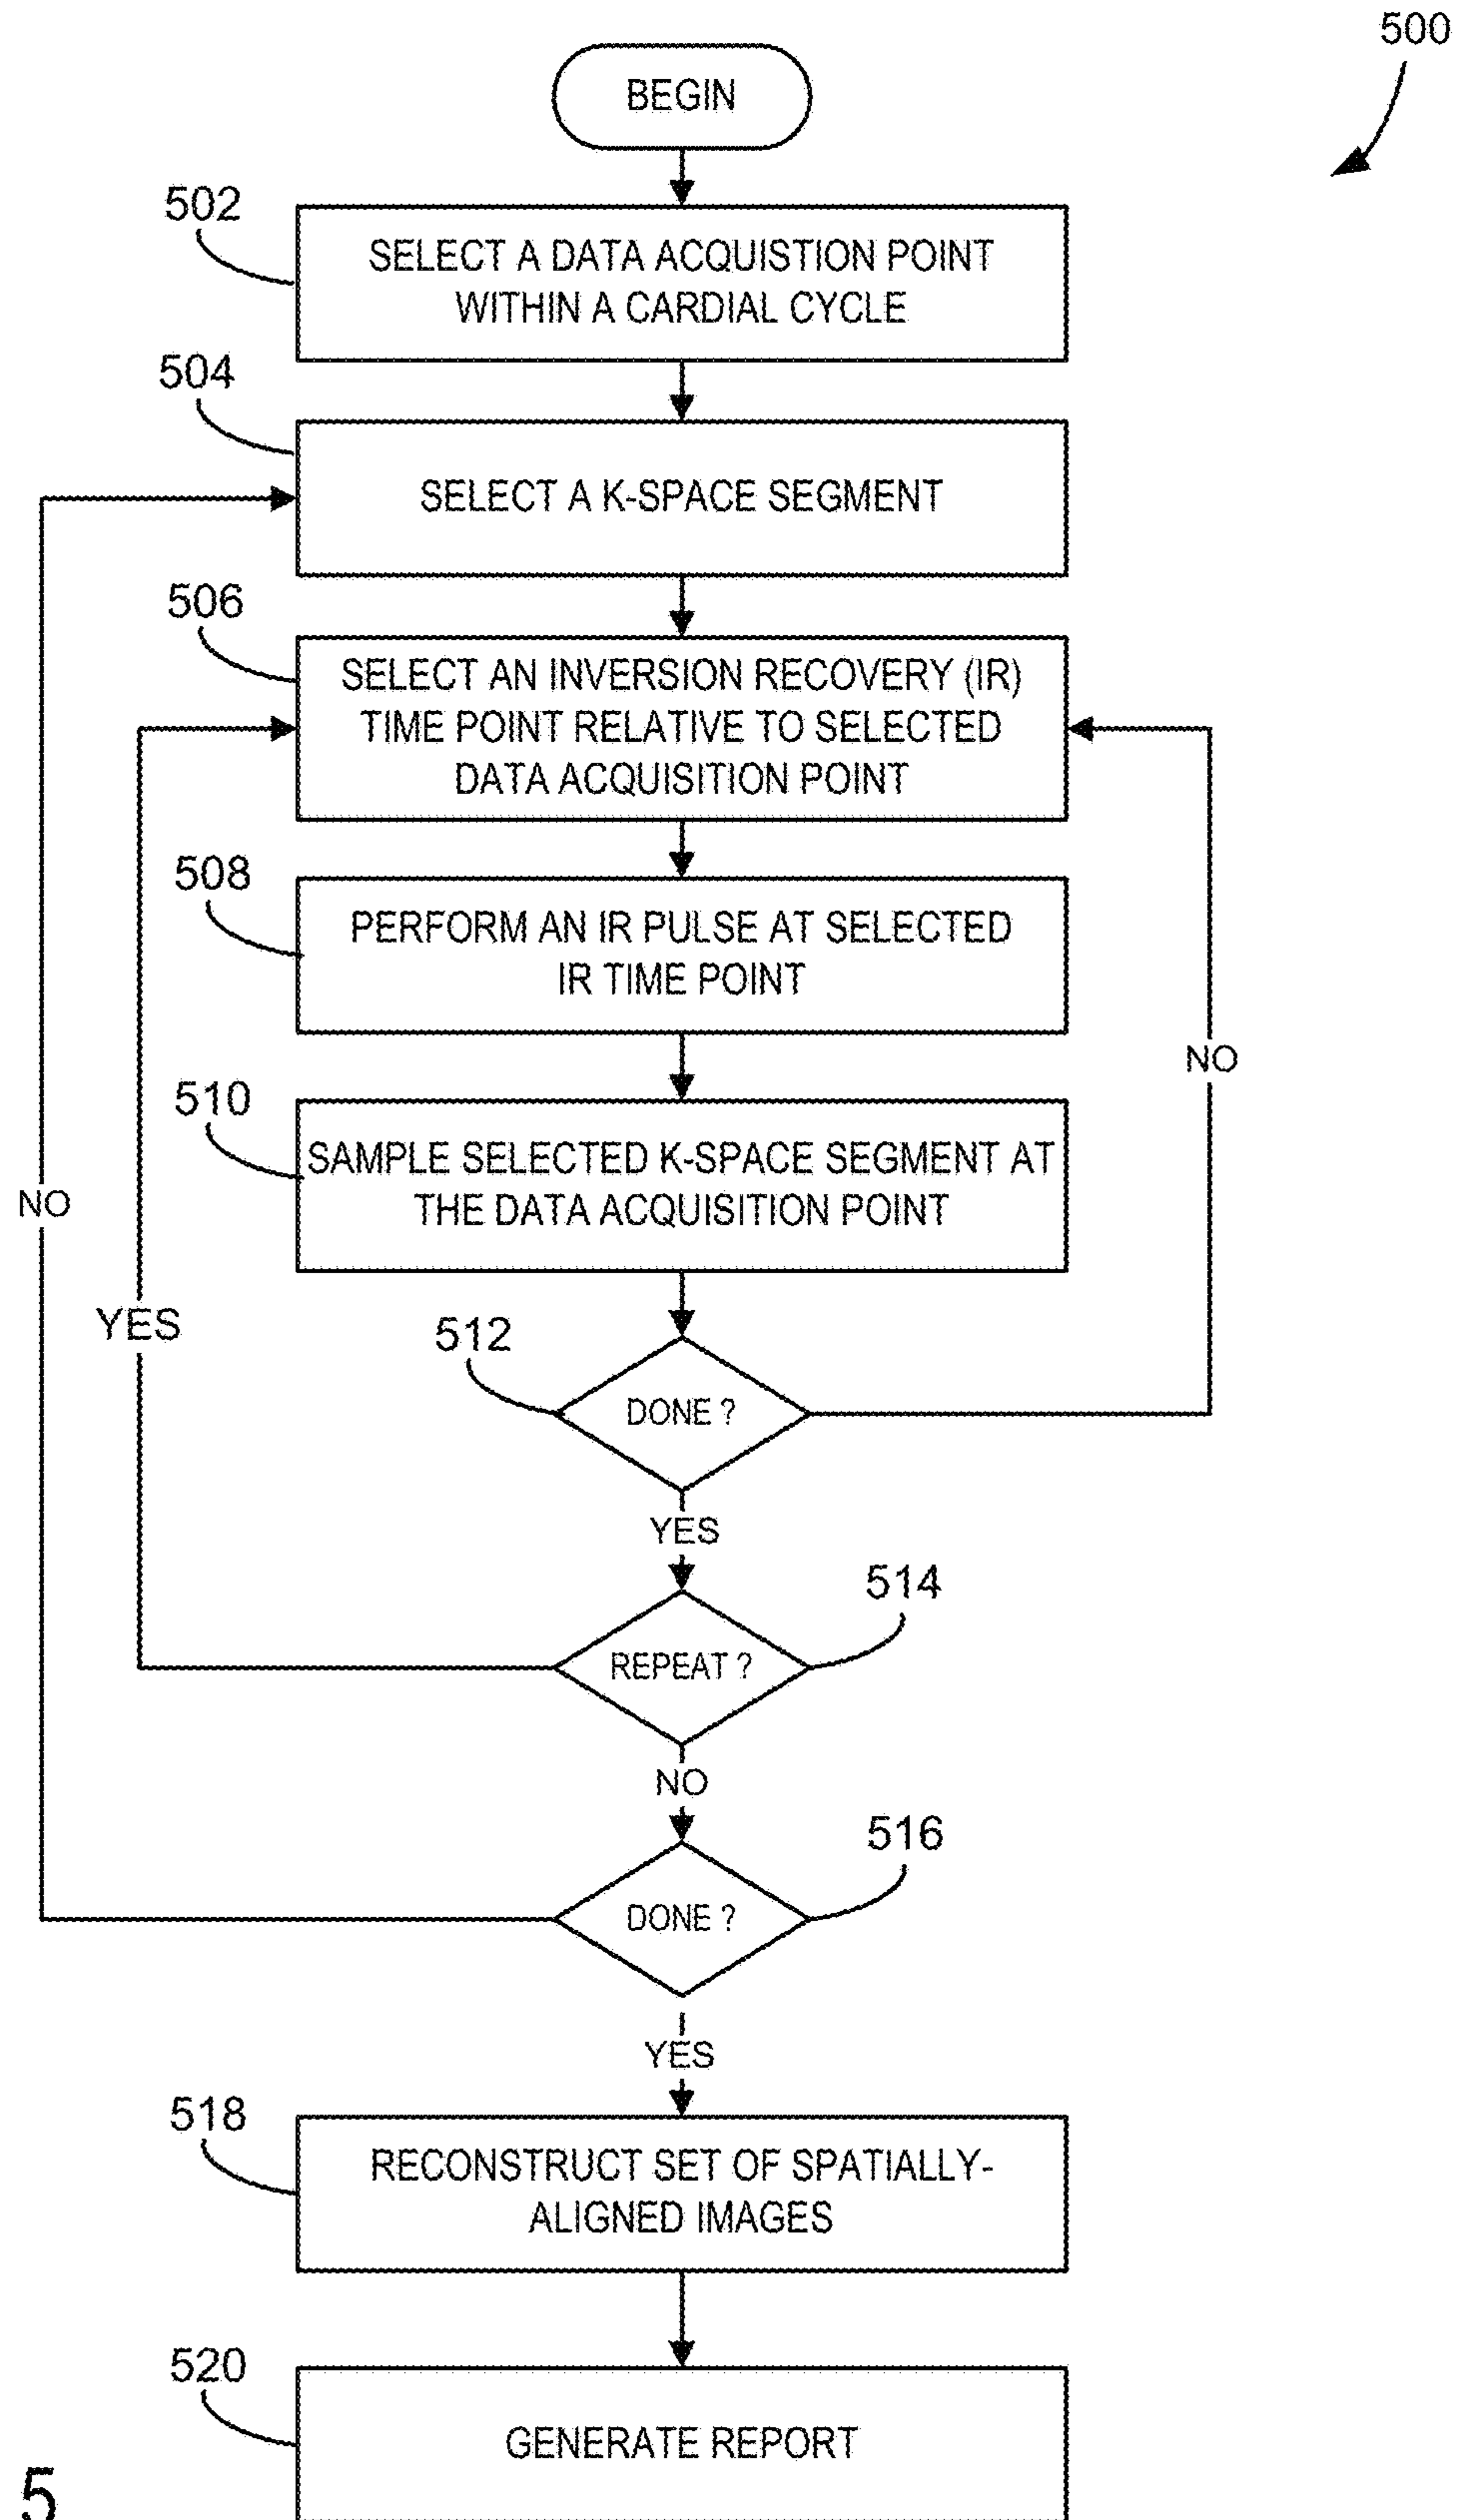 500
BEGIN
502
SELECT A DATA ACQUISTION POINT
WITHIN A CARDIAL CYCLE
504
SELECT A K-SPACE SEGMENT
506
SELECT AN INVERSION RECOVERY (IR)
TIME POINT RELATIVE TO SELECTED
DATA ACQUISITION POINT
508
PERFORM AN IR PULSE AT SELECTED
IR TIME POINT
NO
510
SAMPLE SELECTED K-SPACE SEGMENT AT
THE DATA ACQUISITION POINT
NO
YES
512
DONE ?
YES
514
REPEAT ?
NO
516
DONE ?
YES
518
RECONSTRUCT SET OF SPATIALLY-
ALIGNED IMAGES
520
GENERATE REPORT
5